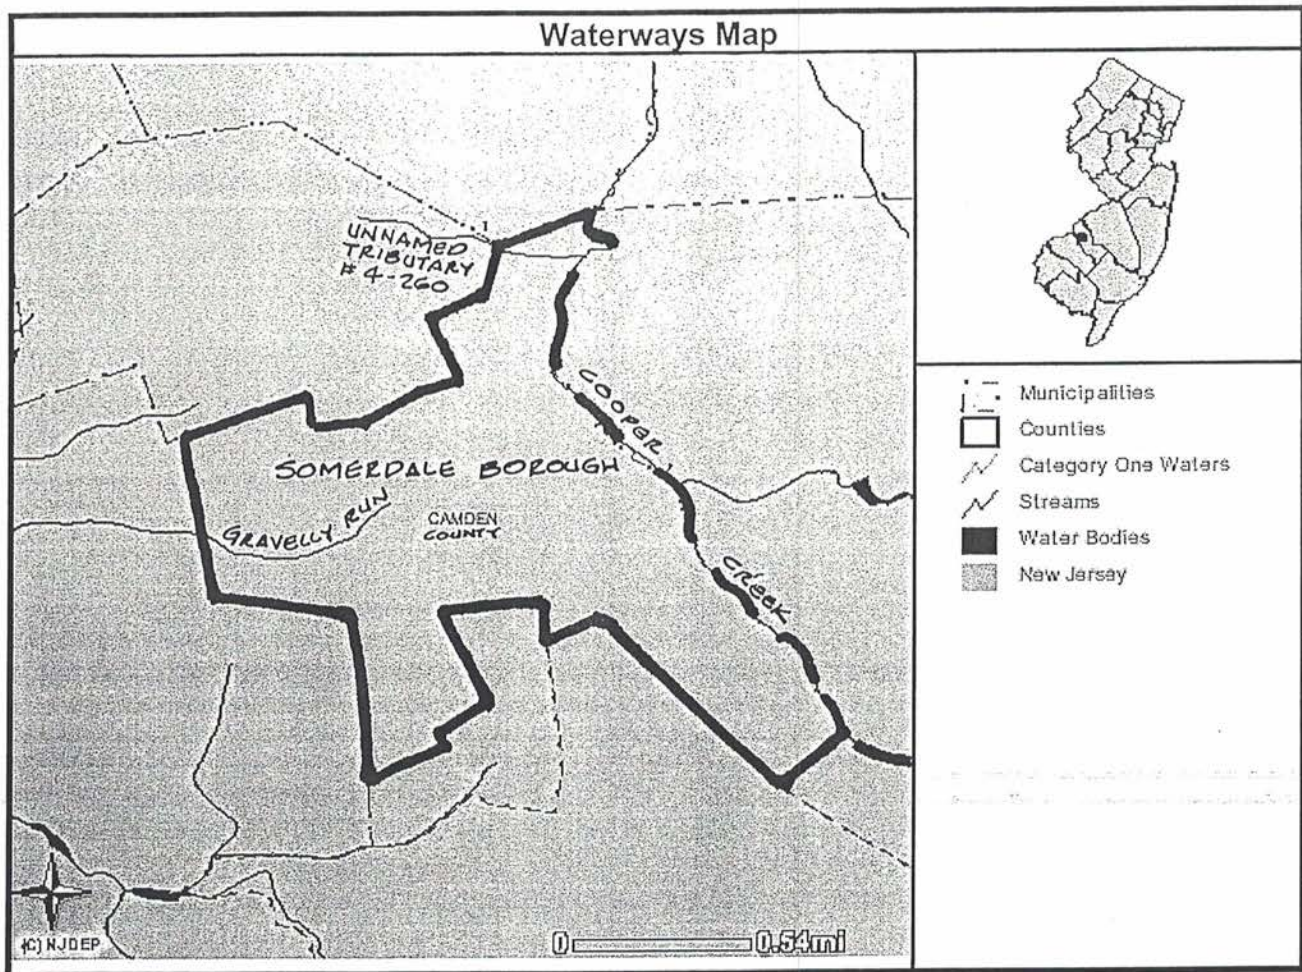 Waterways Map
UNNAMED
TRIBUTARY
# 4-260
COOPER
SOMERDALE BOROUGH
GRAVELLY RUN
CAMDEN
COUNTY
CREEK
(C) NJDEP
0 0.54mi
Municipalities
Counties
Category One Waters
Streams
Water Bodies
New Jersey